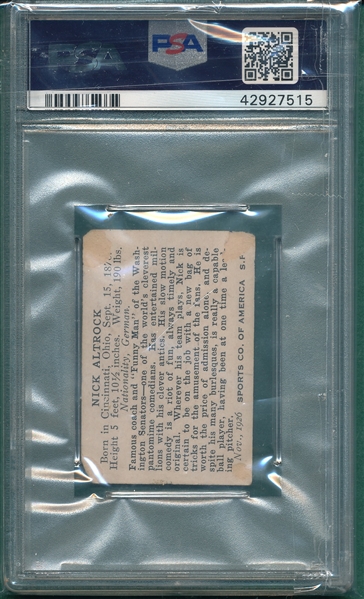 PSA
42927515
NICK ALTROCK
Born in Cincinnati, Ohio, Sept. 15,
Height 5 feet, 10½ inches, Weight, 190 lbs.
Nationality, German.
Famous coach and "Funny Man" of the Wash-
ington Senators—one of the world's cleverest
pantomime comedians. Has entertained mil-
lions with his clever antics. His slow motion
comedy is a riot of fun, always timely and
original. Wherever his team plays, Nick is
certain to be on the job with a new bag of
tricks for the amusement of the fans. He is
worth the price of admission alone, and de-
spite his many burlesques, is really a capable
ball player, having been at one time a
ing pitcher.
Nov., 1926 SPORTS CO. OF AMERICA S.F.